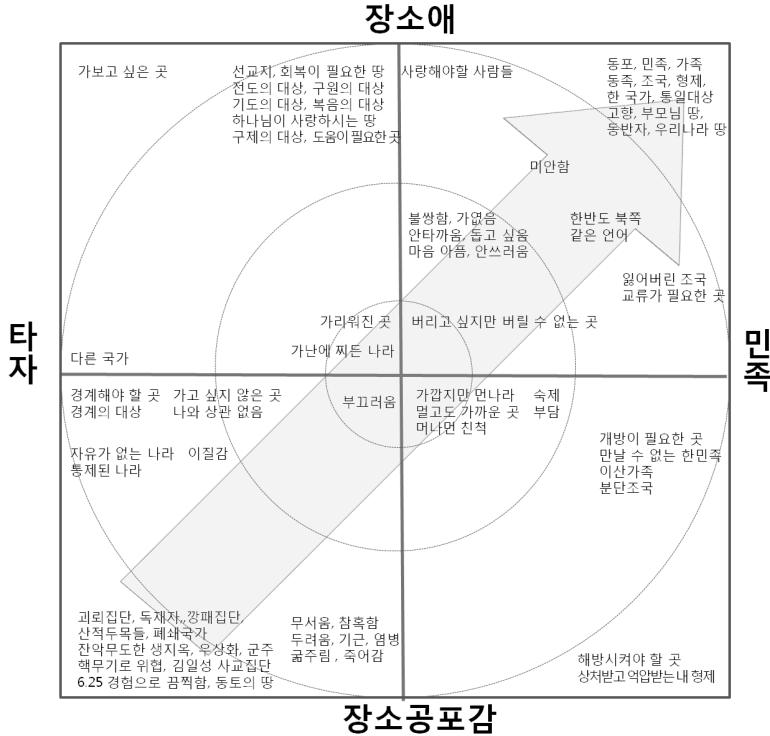 장소애
가보고 싶은 곳
선교지, 회복이 필요한 땅
전도의 대상, 구원의 대상
기도의 대상, 복음의 대상
하나님이 사랑하시는 땅
구제의 대상, 도움이필요한곳
사랑해야할 사람들
동포, 민족, 가족
동족, 조국, 형제,
한 국가, 통일대상
고향, 부모님 땅,
동반자, 우리나라 땅
미안함
불쌍함, 가엾음
안타까움, 돕고 싶음
마음 아픔, 안쓰러움
한반도 북쪽
같은 언어
잃어버린 조국
교류가 필요한 곳
가리워진 곳
버리고 싶지만 버릴 수 없는 곳
가난에 찌든 나라
다른 국가
타자
민족
경계해야 할 곳
경계의 대상
가고 싶지 않은 곳
나와 상관 없음
부끄러움
가깝지만 먼나라
멀고도 가까운 곳
머나먼 친척
숙제
부담
자유가 없는 나라
통제된 나라
이질감
개방이 필요한 곳
만날 수 없는 한민족
이산가족
분단조국
괴뢰집단, 독재자, 깡패집단,
산적두목들, 폐쇄국가
잔악무도한 생지옥, 우상화, 군주
핵무기로 위협, 김일성 사교집단
6.25 경험으로 끔찍함, 동토의 땅
무서움, 참혹함
두려움, 기근, 염병
굶주림 , 죽어감
해방시켜야 할 곳
상처받고억압받는내형제
장소공포감